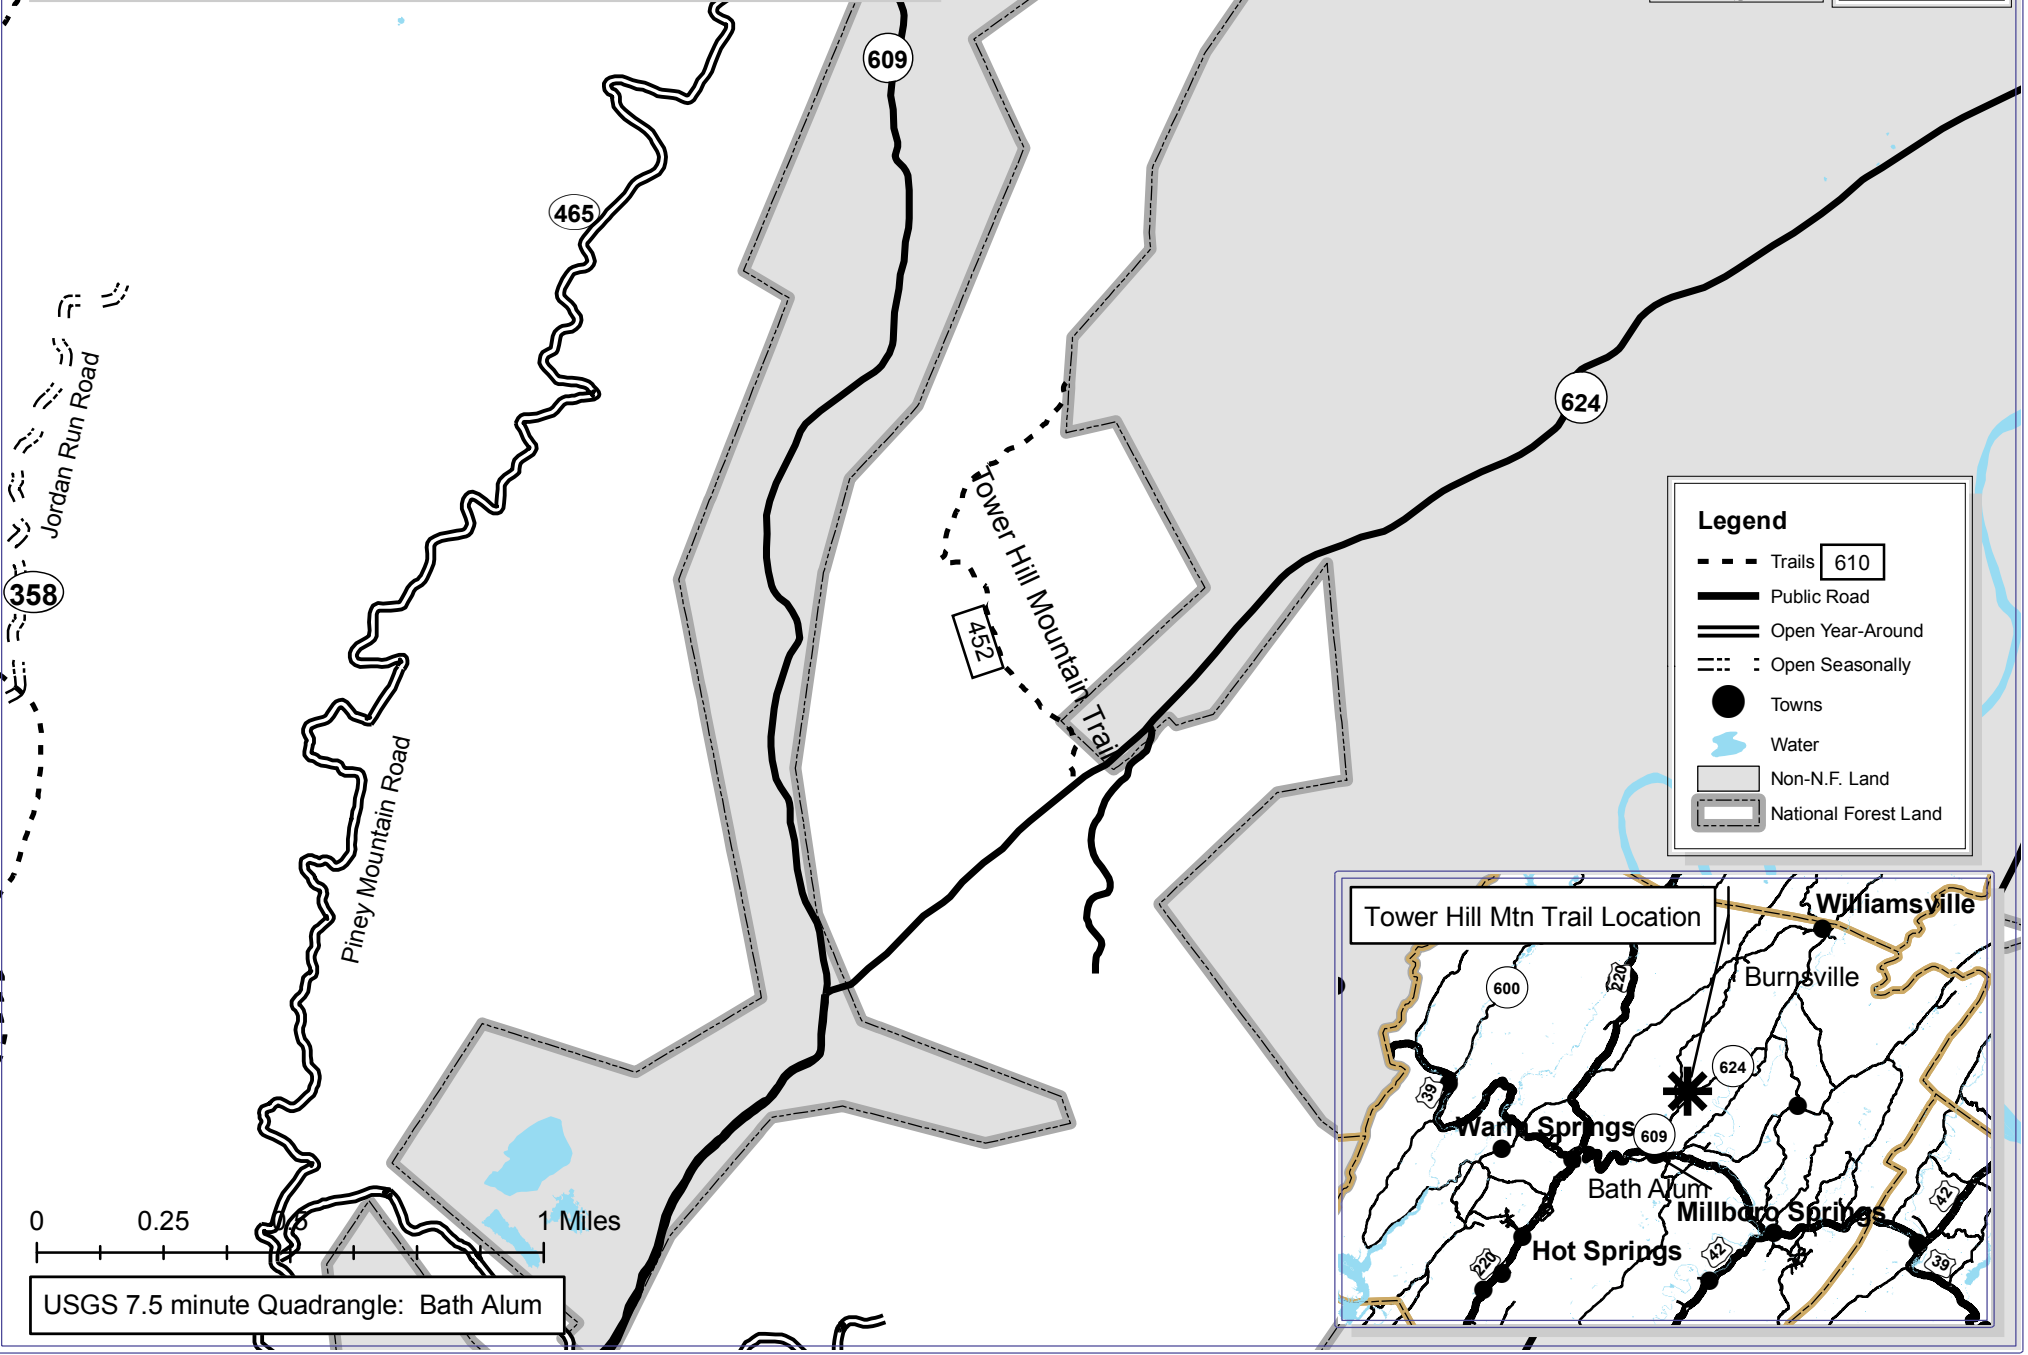 609
465
624
Jordan Run Road
358
Tower Hill Mountain Trail
452
Piney Mountain Road
Legend
Trails 610
Public Road
Open Year-Around
Open Seasonally
Towns
Water
Non-N.F. Land
National Forest Land
0 0.25 0.5 1 Miles
USGS 7.5 minute Quadrangle: Bath Alum
Tower Hill Mtn Trail Location
Williamsville
Burnsville
600
220
624
39
Warm Springs
609
Bath Alum
Millboro Springs
42
Hot Springs
42
220
39